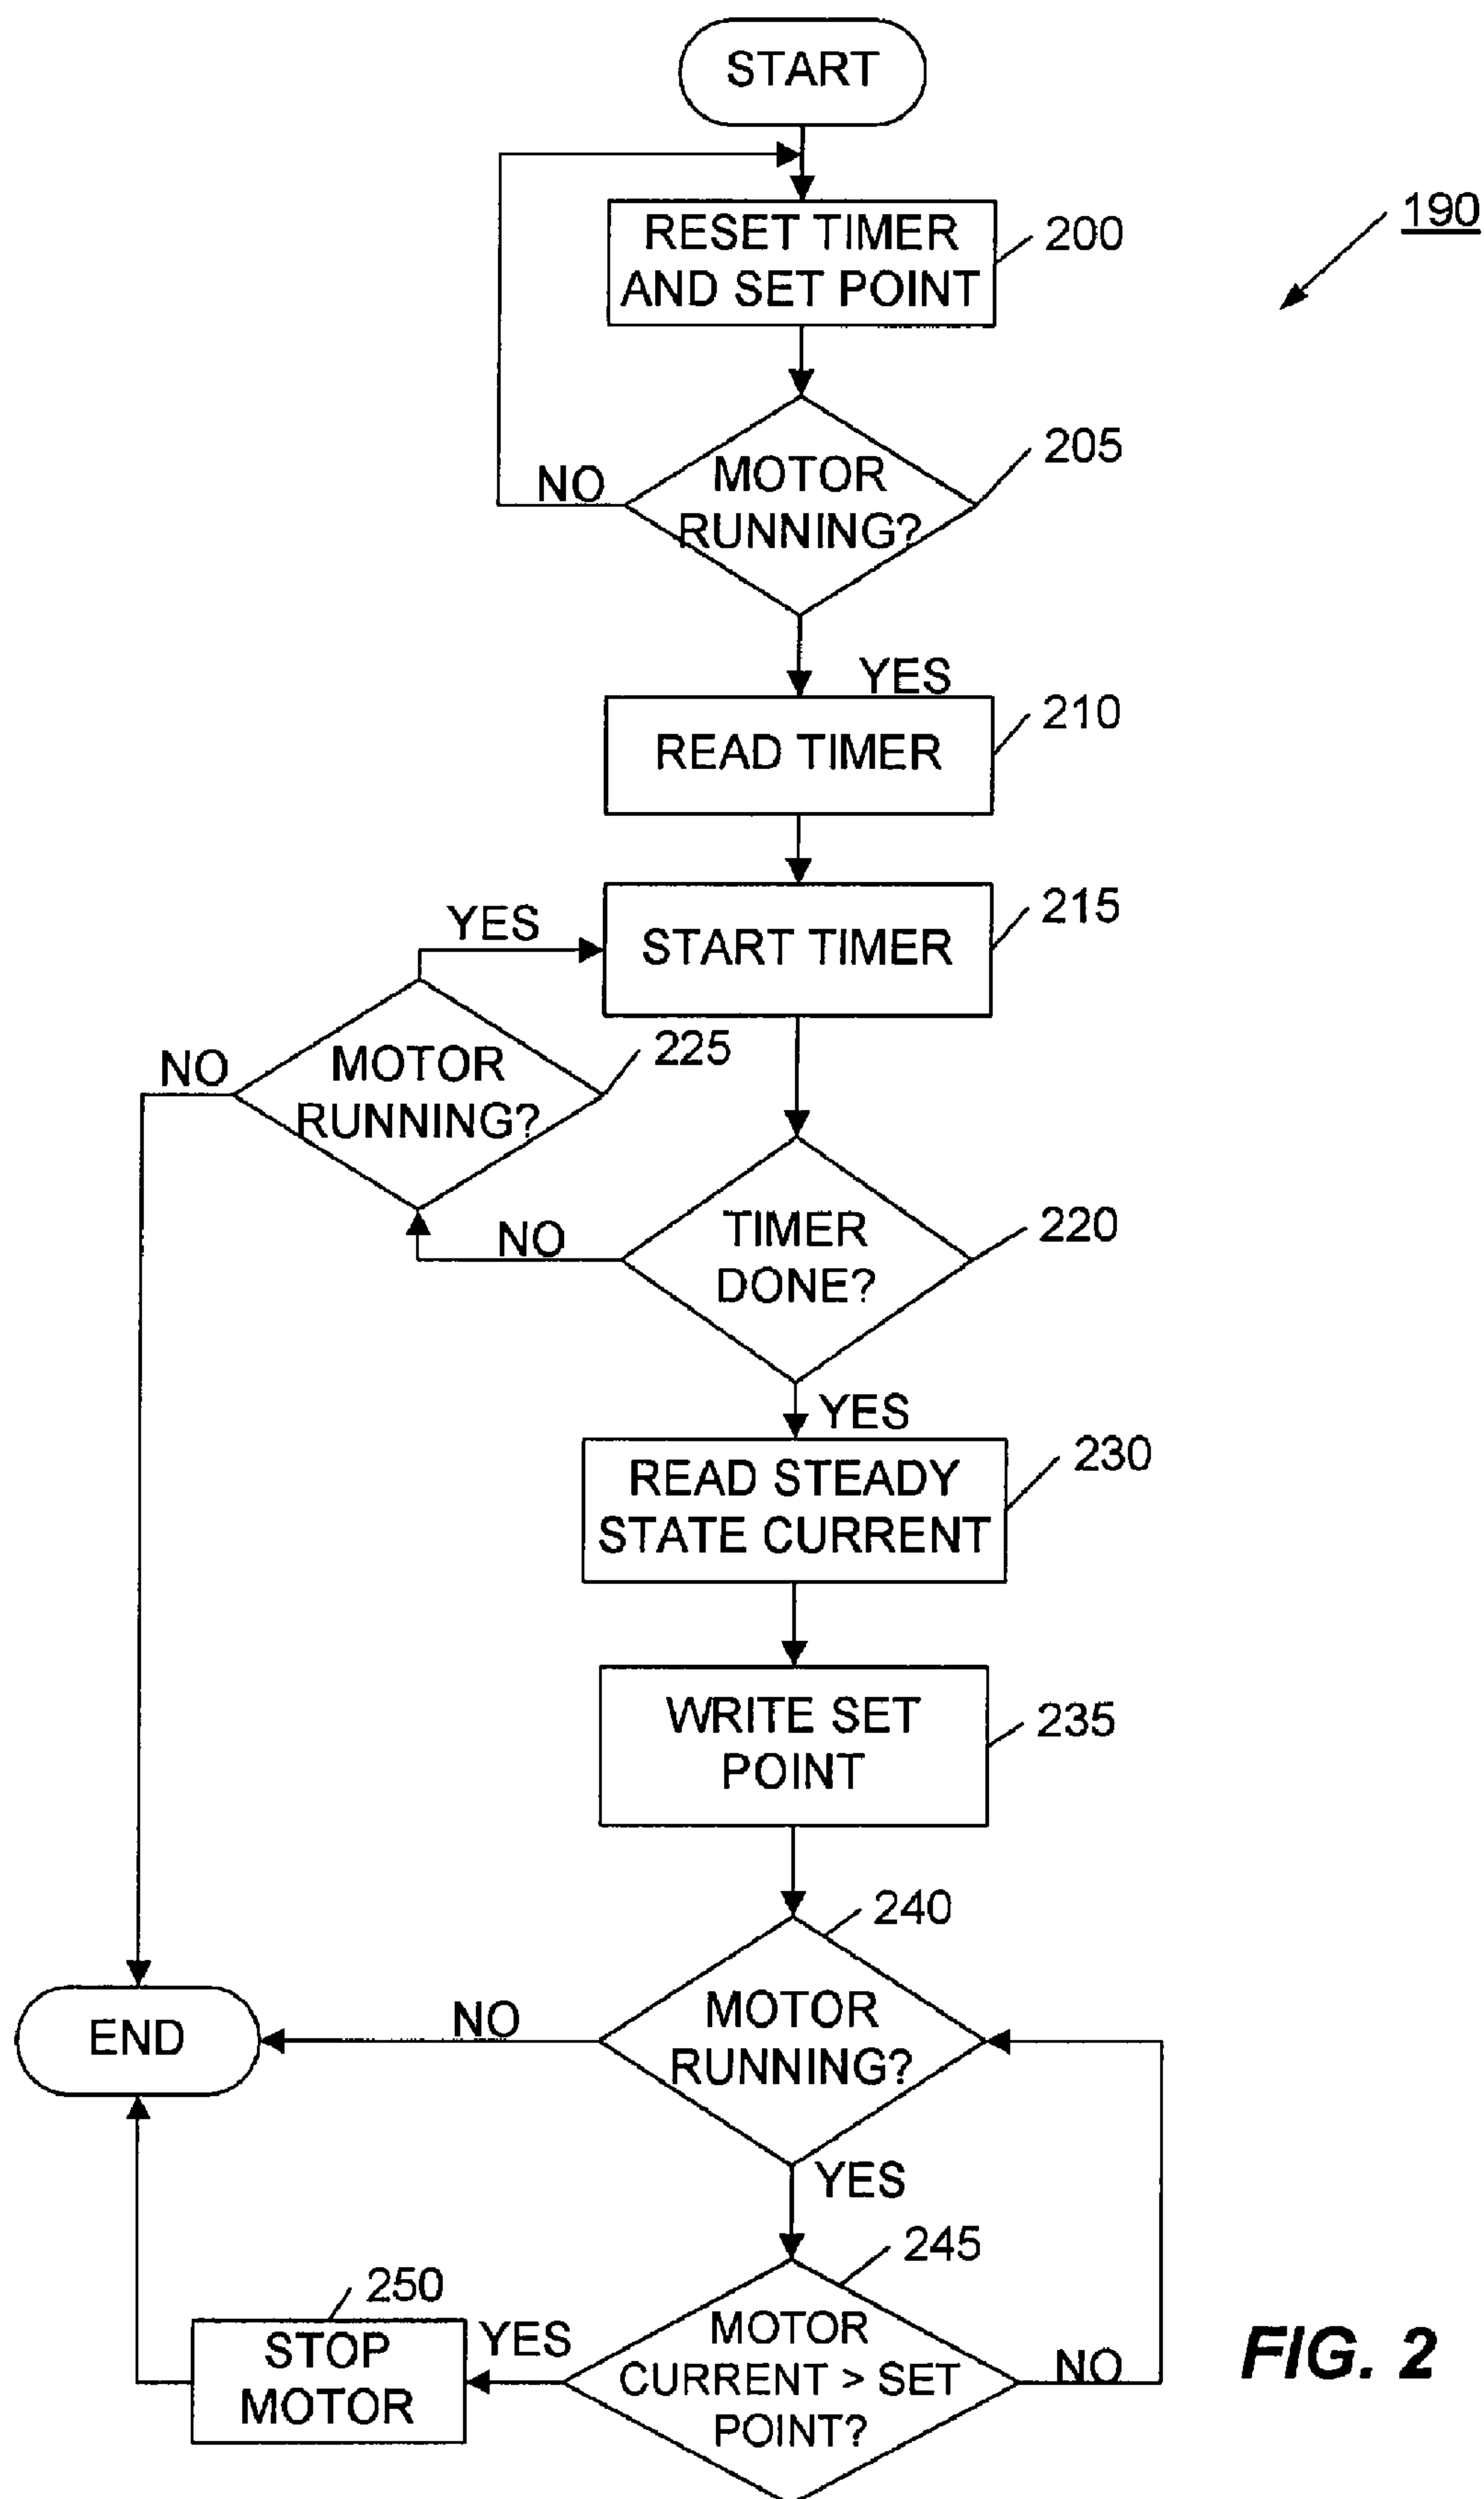 START
190
RESET TIMER
AND SET POINT
200
205
MOTOR
RUNNING?
NO
YES
210
READ TIMER
215
YES
START TIMER
225
NO
MOTOR
RUNNING?
220
TIMER
DONE?
NO
YES
230
READ STEADY
STATE CURRENT
235
WRITE SET
POINT
240
MOTOR
RUNNING?
NO
END
YES
245
250
STOP
MOTOR
YES
MOTOR
CURRENT > SET
POINT?
NO
FIG. 2